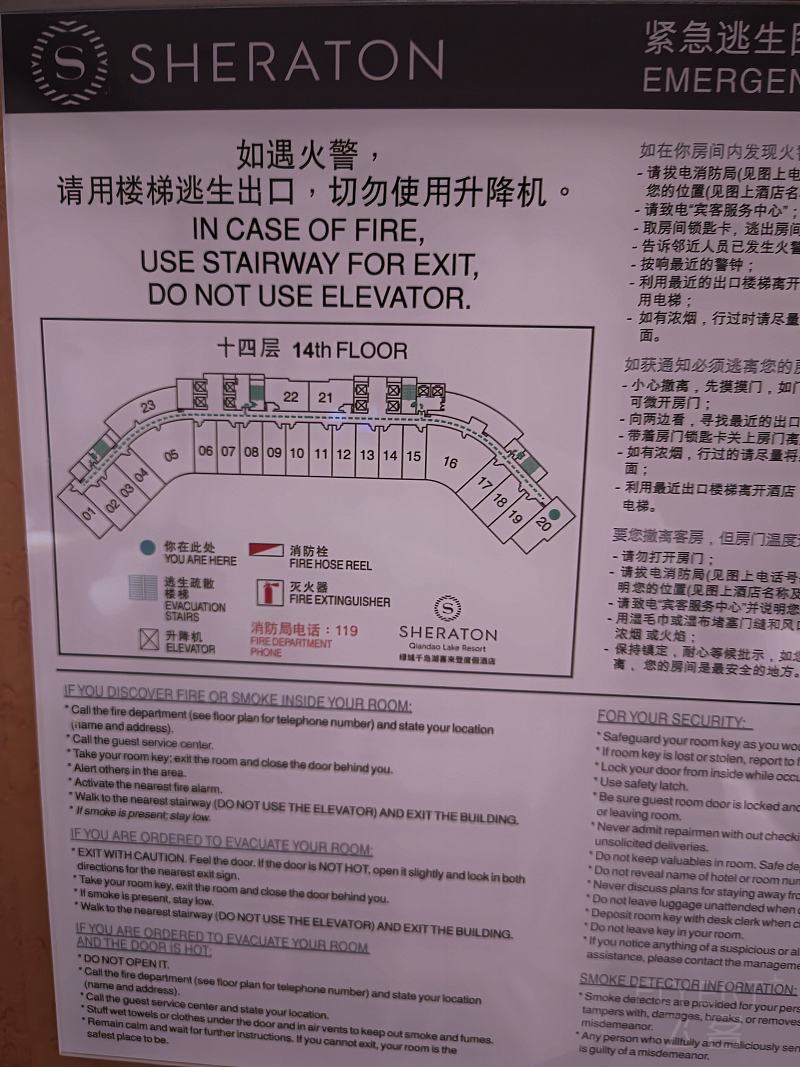 SHERATON
紧急逃生
EMERGEN
如遇火警，
请用楼梯逃生出口，切勿使用升降机。
IN CASE OF FIRE,
USE STAIRWAY FOR EXIT,
DO NOT USE ELEVATOR.
十四层 14th FLOOR
23
22
21
01
02
03
04
05
06
07
08
09
10
11
12
13
14
15
16
17
18
19
20
你在此处
YOU ARE HERE
消防栓
FIRE HOSE REEL
逃生疏散
楼梯
EVACUATION
STAIRS
灭火器
FIRE EXTINGUISHER
升降机
ELEVATOR
消防局电话：119
FIRE DEPARTMENT
PHONE
SHERATON
Qiandao Lake Resort
绿城千岛湖喜来登度假酒店
如在你房间内发现火
- 请拔电消防局(见图上电
您的位置(见图上酒店名
- 请致电“宾客服务中心”；
- 取房间锁匙卡，逃出房间
- 告诉邻近人员已发生火警
- 按响最近的警钟；
- 利用最近的出口楼梯离开
用电梯；
- 如有浓烟，行过时请尽量
面。
如获通知必须逃离您的房
- 小心撤离，先摸摸门，如门
可微开房门；
- 向两边看，寻找最近的出口
- 带着房门锁匙卡关上房门离
- 如有浓烟，行过的请尽量将
面；
- 利用最近出口楼梯离开酒店
电梯。
要您撤离客房，但房门温度
- 请勿打开房门；
- 请拔电消防局(见图上电话号
明您的位置(见图上酒店名称及
- 请致电“宾客服务中心”并说明您
- 用湿毛巾或湿布堵塞门缝和风口
浓烟 或火焰；
- 保持镇定，耐心等候批示，如您
离，您的房间是最安全的地方。
IF YOU DISCOVER FIRE OR SMOKE INSIDE YOUR ROOM:
* Call the fire department (see floor plan for telephone number) and state your location
(name and address).
* Call the guest service center.
* Take your room key; exit the room and close the door behind you.
* Alert others in the area.
* Activate the nearest fire alarm.
* Walk to the nearest stairway (DO NOT USE THE ELEVATOR) AND EXIT THE BUILDING.
* If smoke is present; stay low.
IF YOU ARE ORDERED TO EVACUATE YOUR ROOM:
* EXIT WITH CAUTION. Feel the door. If the door is NOT HOT, open it slightly and look in both
directions for the nearest exit sign.
* Take your room key, exit the room and close the door behind you.
* If smoke is present, stay low.
* Walk to the nearest stairway (DO NOT USE THE ELEVATOR) AND EXIT THE BUILDING.
IF YOU ARE ORDERED TO EVACUATE YOUR ROOM
AND THE DOOR IS HOT:
* DO NOT OPEN IT.
* Call the fire department (see floor plan for telephone number) and state your location
(name and address).
* Call the guest service center and state your location.
* Stuff wet towels or clothes under the door and in air vents to keep out smoke and fumes.
* Remain calm and wait for further instructions. If you cannot exit, your room is the
safest place to be.
FOR YOUR SECURITY:
* Safeguard your room key as you wou
* If room key is lost or stolen, report to
* Lock your door from inside while occu
* Use safety latch.
* Be sure guest room door is locked and
or leaving room.
* Never admit repairmen with out checki
unsolicited deliveries.
* Do not keep valuables in room. Safe de
* Do not reveal name of hotel or room num
* Never discuss plans for staying away fro
* Do not leave luggage unattended when
* Deposit room key with desk clerk when c
* Do not leave key in your room.
* If you notice anything of a suspicious or al
assistance, please contact the manageme
SMOKE DETECTOR INFORMATION:
* Smoke detectors are provided for your pers
tampers with, damages, breaks, or removes
misdemeanor.
* Any person who willfully and maliciously sen
is guilty of a misdemeanor.